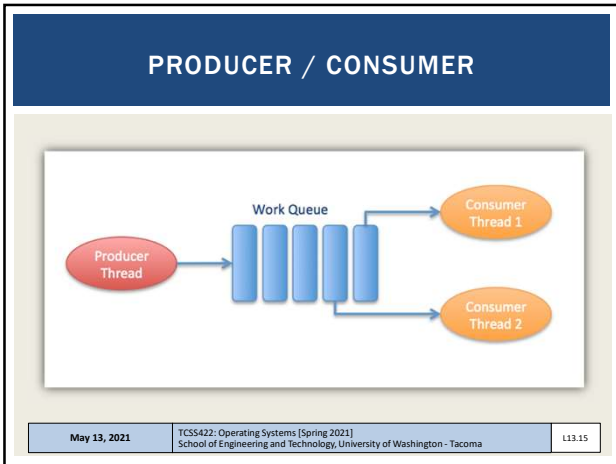 PRODUCER / CONSUMER
Work Queue
Producer
Thread
Consumer
Thread 1
Consumer
Thread 2
May 13, 2021
TCSS422: Operating Systems [Spring 2021]
School of Engineering and Technology, University of Washington - Tacoma
L13.15